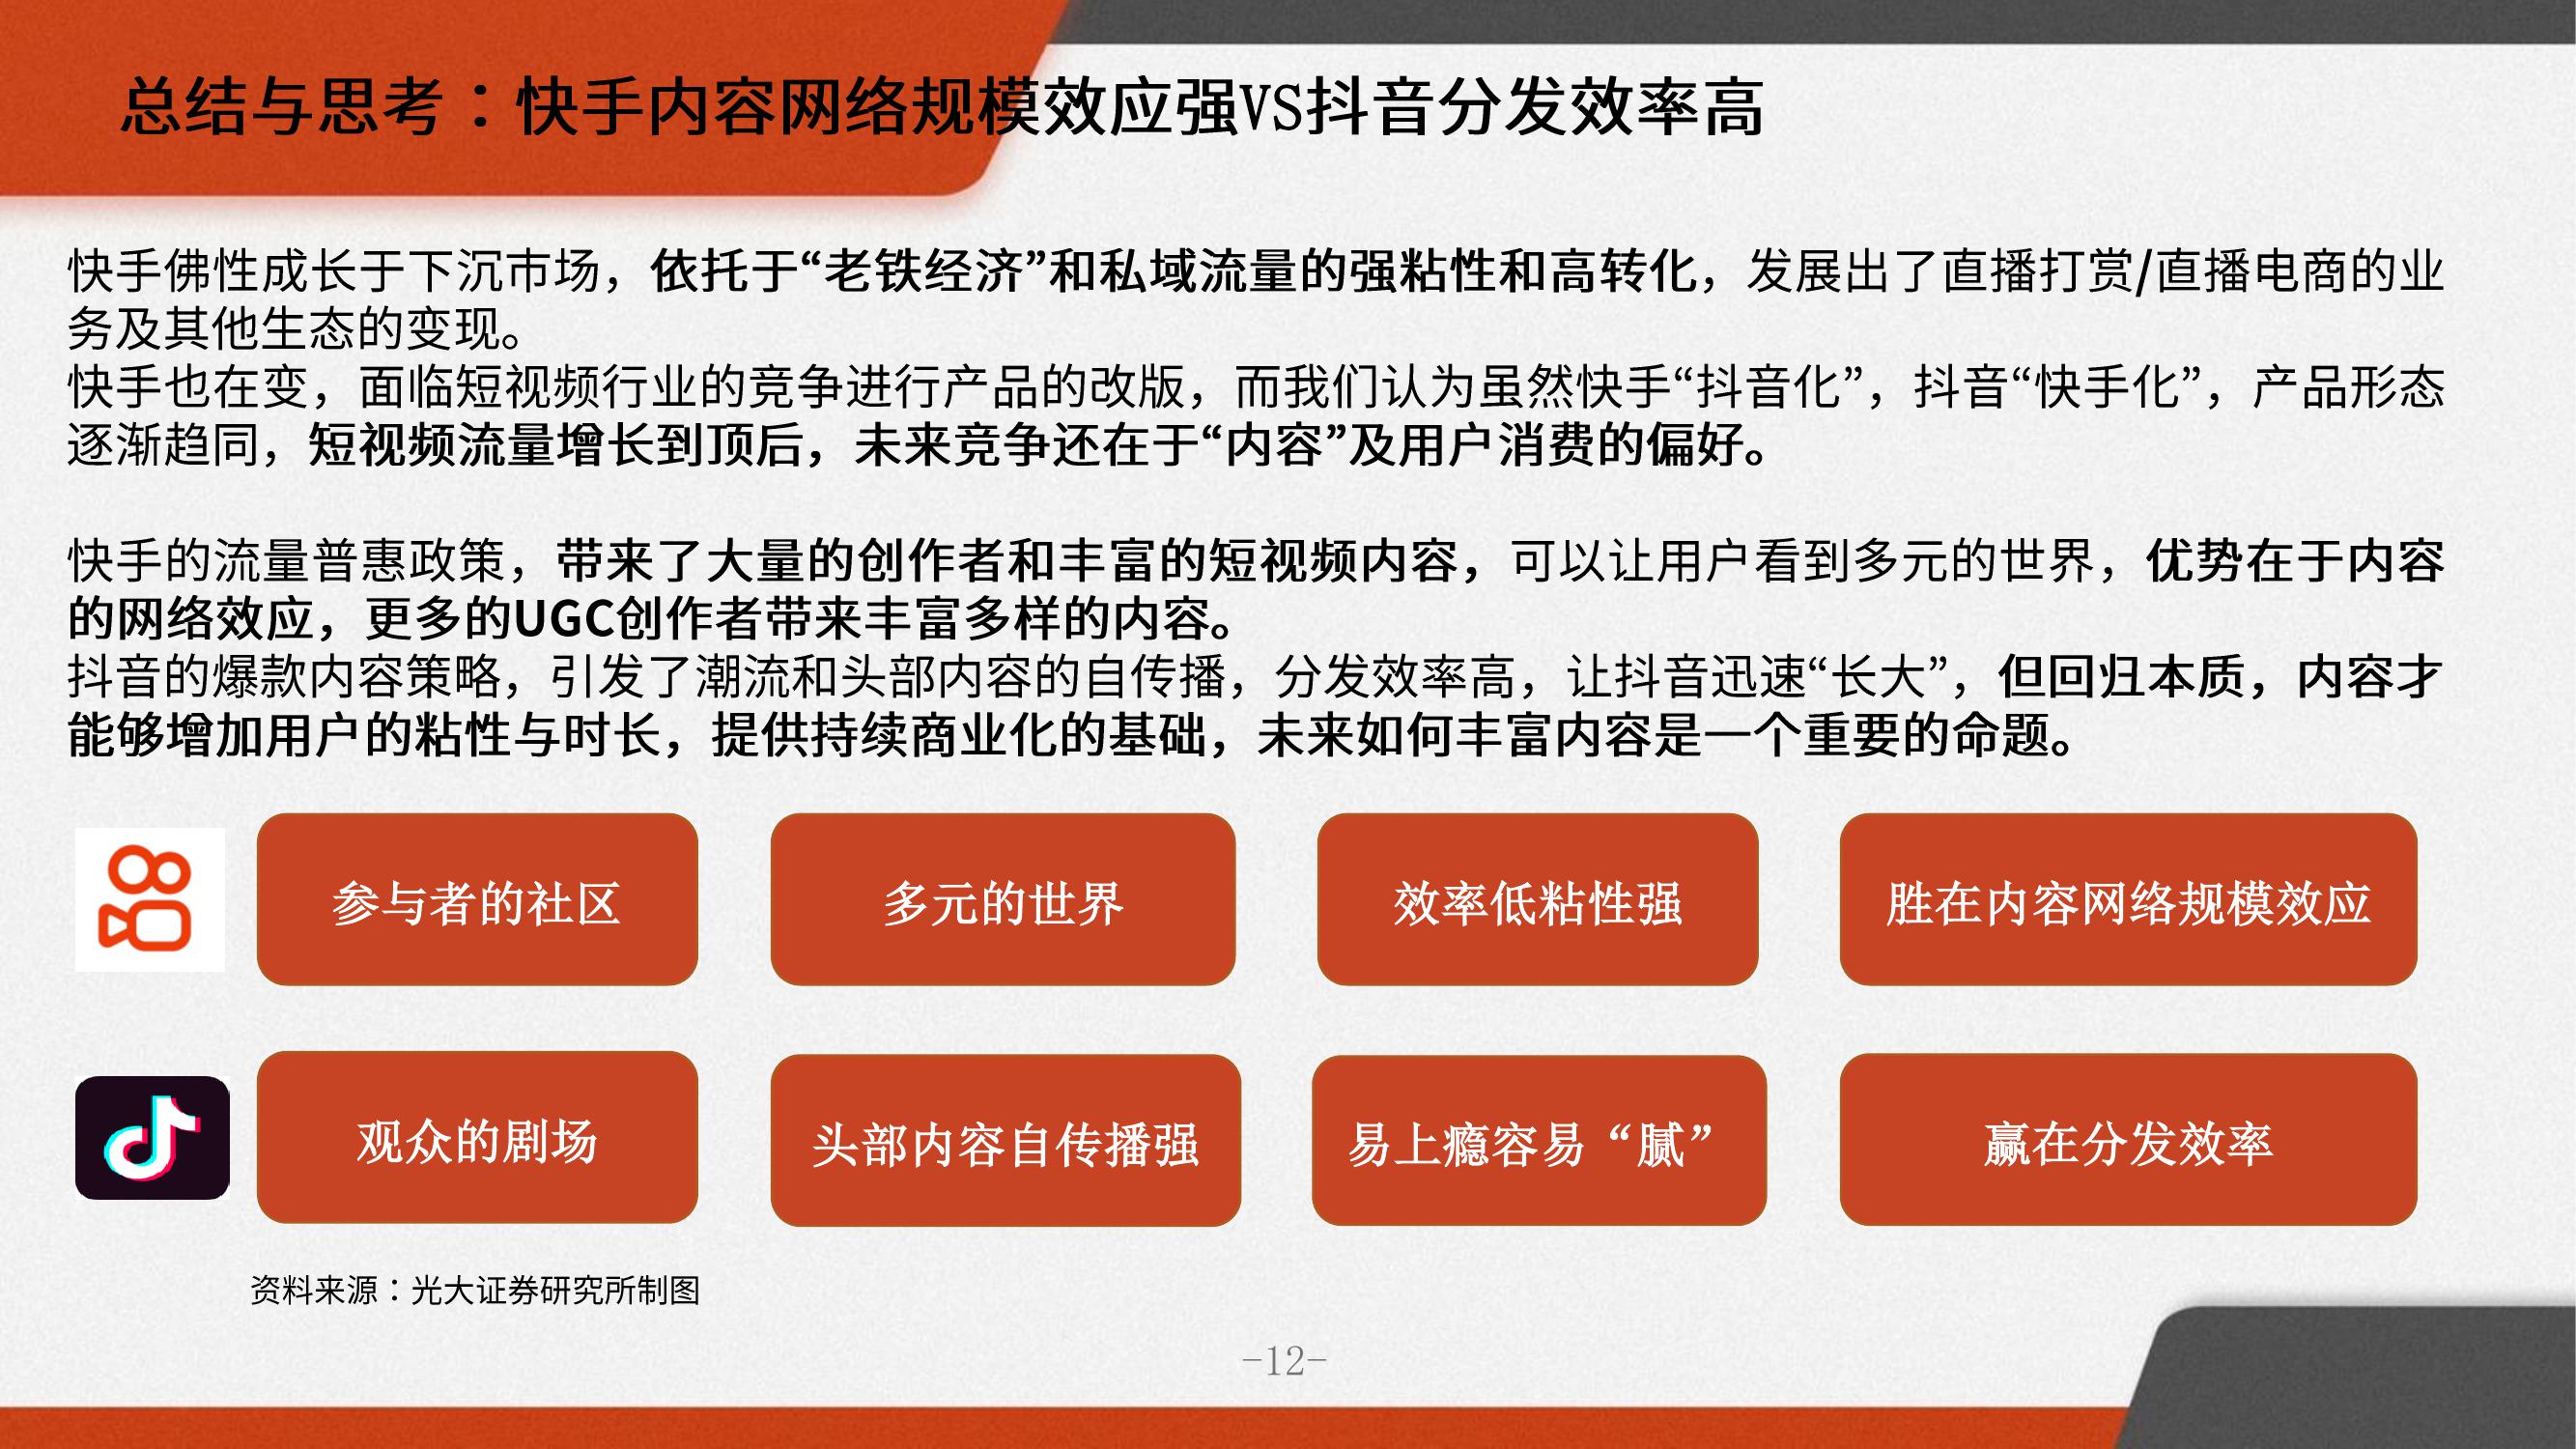 总结与思考：快手内容网络规模效应强VS抖音分发效率高
快手佛性成长于下沉市场，依托于“老铁经济”和私域流量的强粘性和高转化，发展出了直播打赏/直播电商的业
务及其他生态的变现。
快手也在变，面临短视频行业的竞争进行产品的改版，而我们认为虽然快手“抖音化”，抖音“快手化”，产品形态
逐渐趋同，短视频流量增长到顶后，未来竞争还在于“内容”及用户消费的偏好。
快手的流量普惠政策，带来了大量的创作者和丰富的短视频内容，可以让用户看到多元的世界，优势在于内容
的网络效应，更多的UGC创作者带来丰富多样的内容。
抖音的爆款内容策略，引发了潮流和头部内容的自传播，分发效率高，让抖音迅速“长大”，但回归本质，内容才
能够增加用户的粘性与时长，提供持续商业化的基础，未来如何丰富内容是一个重要的命题。
参与者的社区
多元的世界
效率低粘性强
胜在内容网络规模效应
观众的剧场
头部内容自传播强
易上瘾容易“腻”
赢在分发效率
资料来源：光大证券研究所制图
-12-